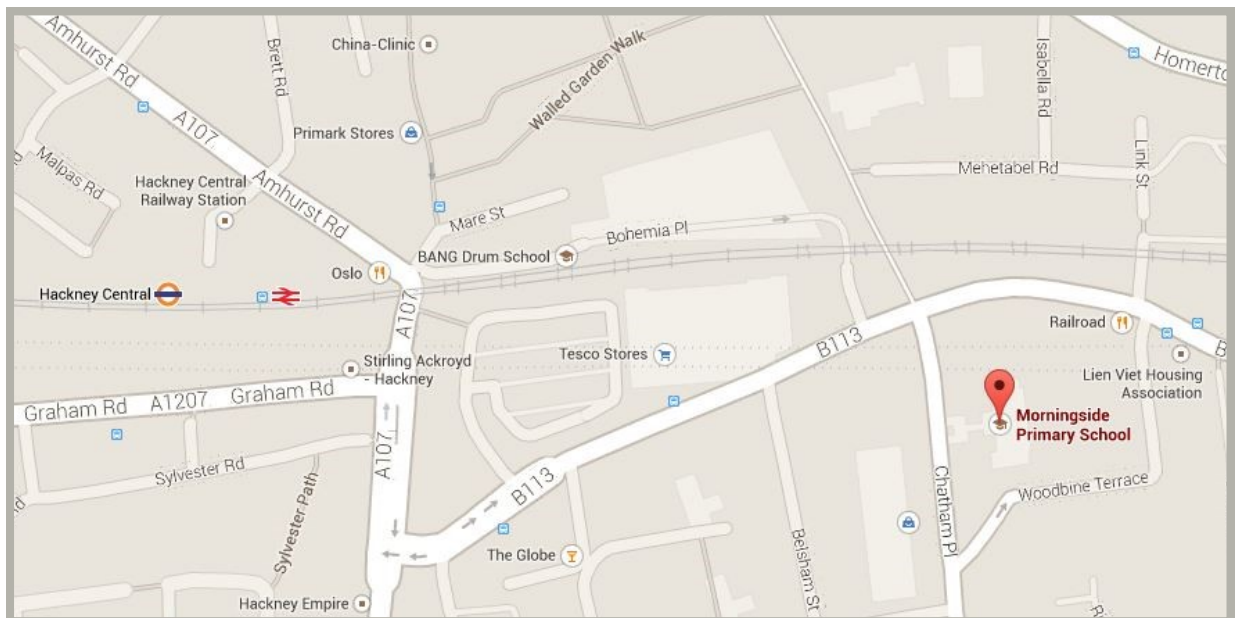 Amhurst Rd
Brett Rd
China-Clinic
Walled Garden Walk
Isabella Rd
Homerto
A107
Primark Stores
Malpas Rd
Hackney Central
Railway Station
Amhurst Rd
Mehetabel Rd
Link St
Mare St
Bohemia Pl
BANG Drum School
Oslo
Hackney Central
A107
B113
Railroad
Stirling Ackroyd
- Hackney
Tesco Stores
Lien Viet Housing
Association
Graham Rd
A1207
Graham Rd
Morningside
Primary School
A107
Sylvester Rd
B113
Chatham Pl
Woodbine Terrace
Sylvester Path
The Globe
Belsham St
Hackney Empire